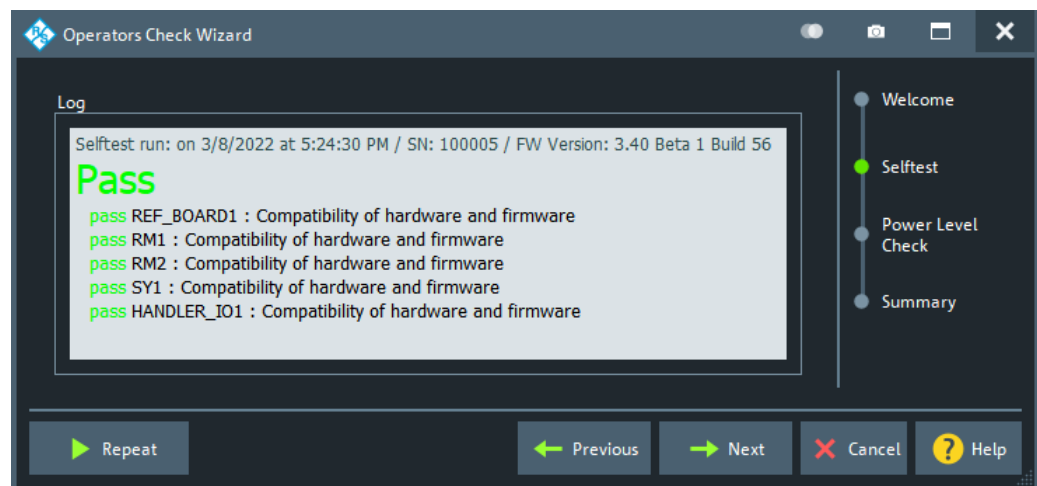 Operators Check Wizard
Log
Selftest run: on 3/8/2022 at 5:24:30 PM / SN: 100005 / FW Version: 3.40 Beta 1 Build 56
Pass
pass REF_BOARD1 : Compatibility of hardware and firmware
pass RM1 : Compatibility of hardware and firmware
pass RM2 : Compatibility of hardware and firmware
pass SY1 : Compatibility of hardware and firmware
pass HANDLER_IO1 : Compatibility of hardware and firmware
Welcome
Selftest
Power Level
Check
Summary
Repeat
Previous
Next
Cancel
? Help